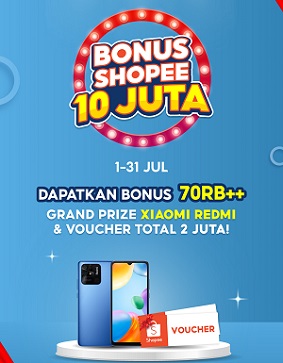 BONUS
SHOPEE
10 JUTA
1-31 JUL
DAPATKAN BONUS 70RB++
GRAND PRIZE XIAOMI REDMI
& VOUCHER TOTAL 2 JUTA!
Shopee
VOUCHER